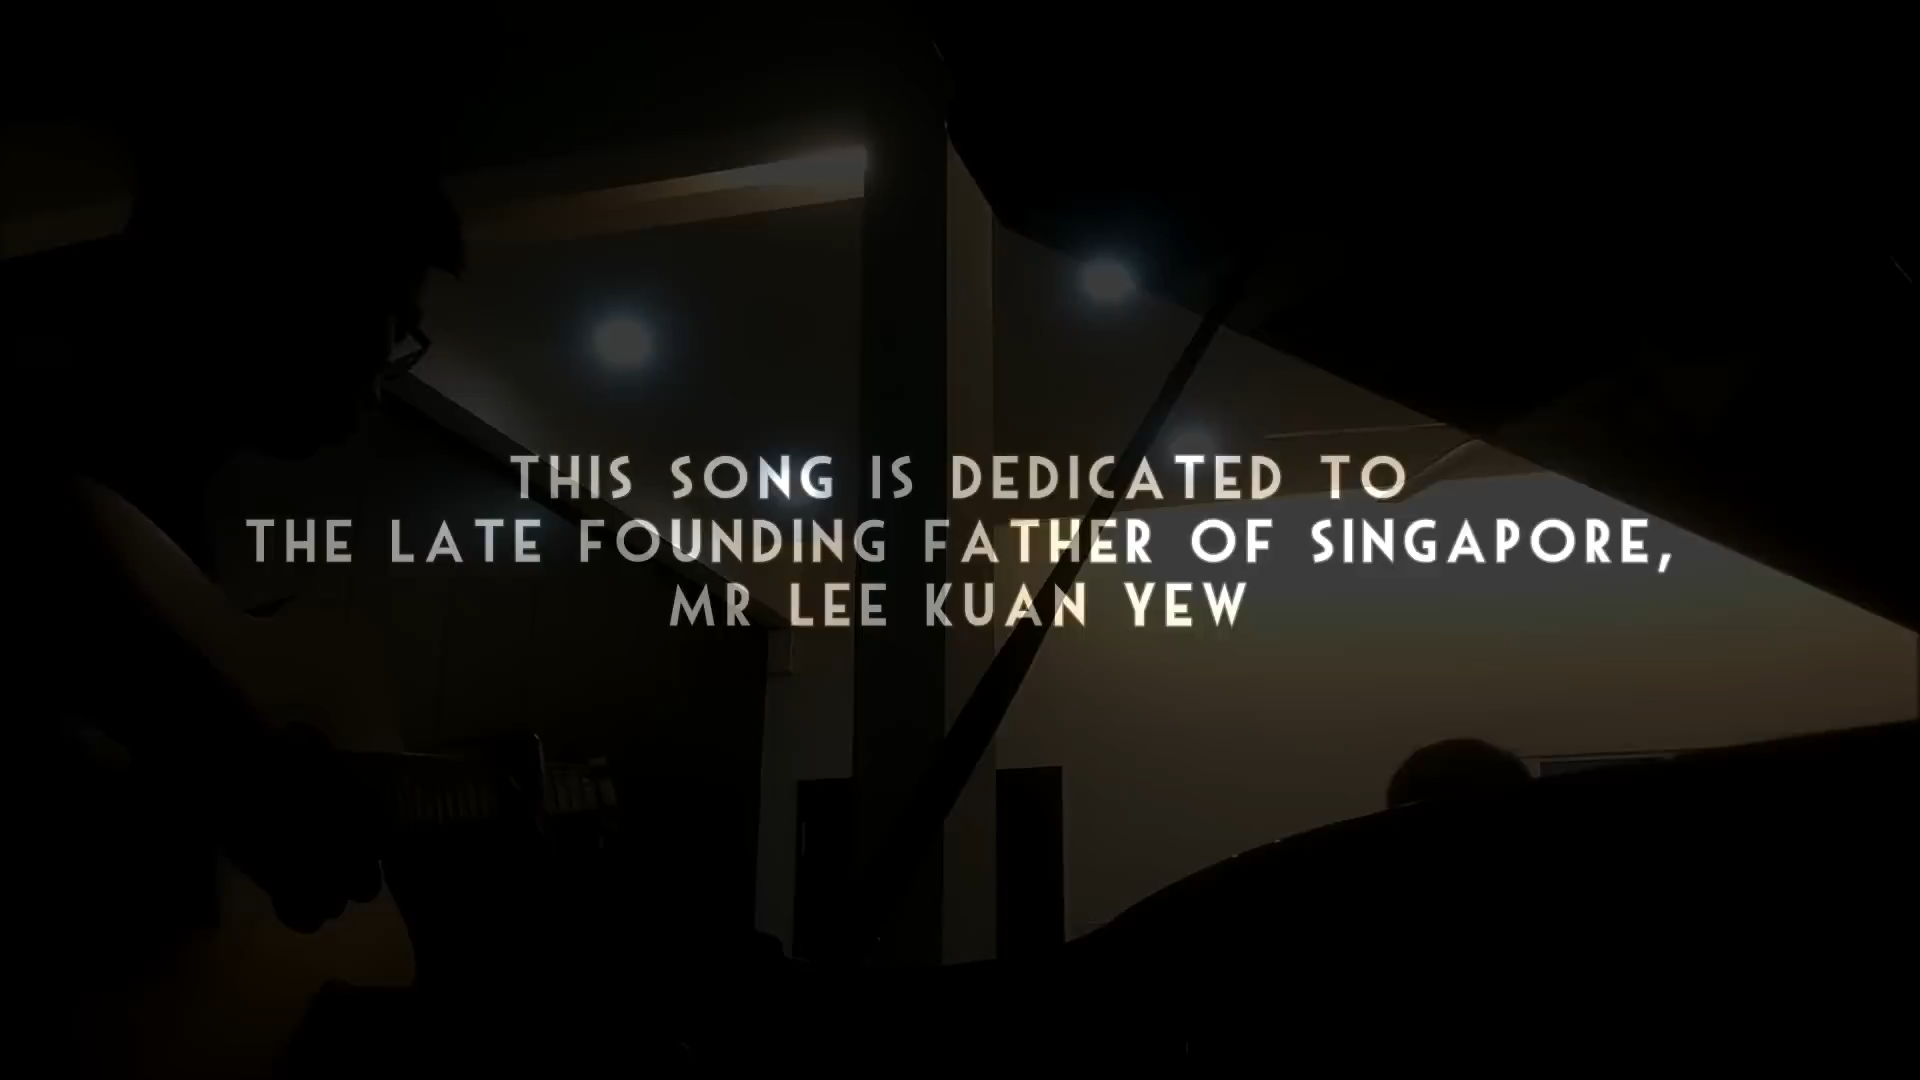 THIS SONG IS DEDICATED TO
THE LATE FOUNDING FATHER OF SINGAPORE,
MR LEE KUAN YEW